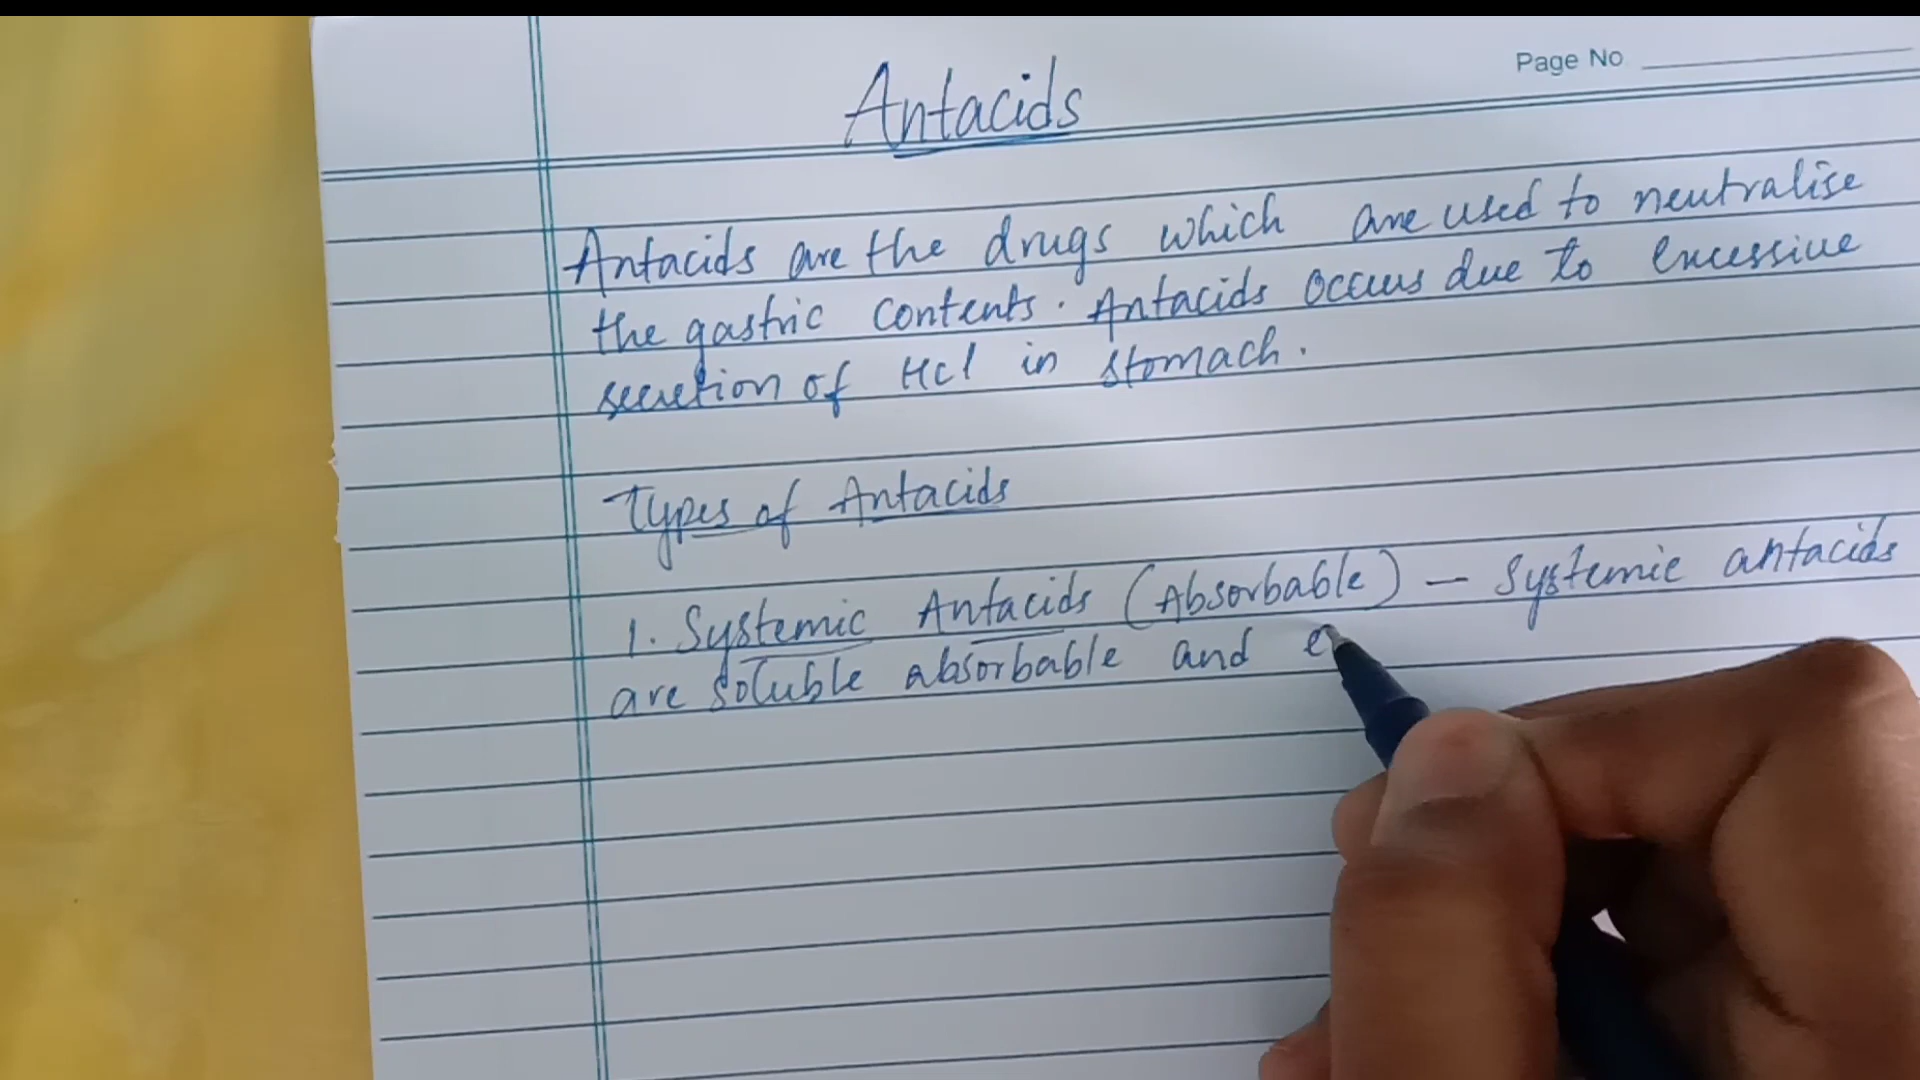 Page No
Antacids
Antacids are the drugs which are used to neutralise
the gastric contents. Antacids occurs due to excessive
secretion of HCl in stomach.
Types of Antacids
1. Systemic Antacids (Absorbable) – Systemic antacids
are soluble absorbable and e